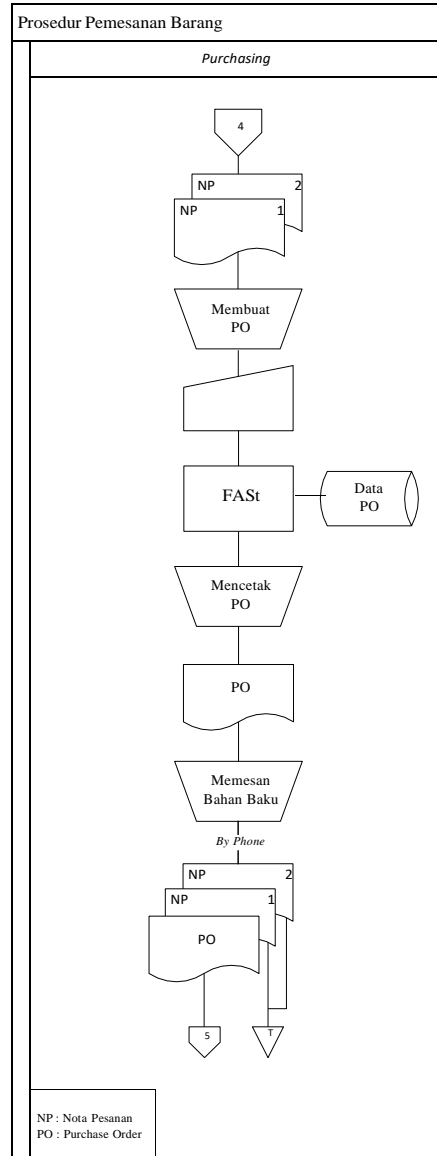 Prosedur Pemesanan Barang
Purchasing
4
NP 2
NP 1
Membuat
PO
FASt
Data
PO
Mencetak
PO
PO
Memesan
Bahan Baku
By Phone
NP 2
NP 1
PO
5
T
NP : Nota Pesanan
PO : Purchase Order